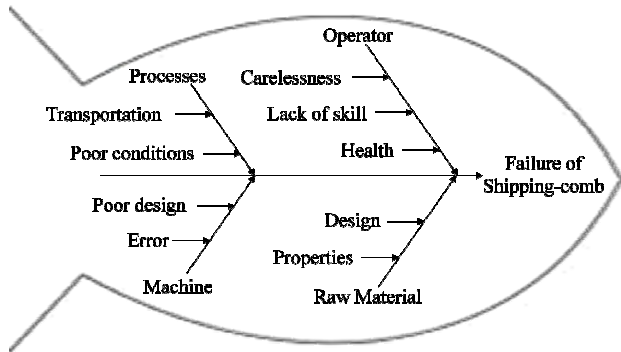 Operator
Processes
Carelessness
Transportation
Lack of skill
Poor conditions
Health
Failure of
Shipping-comb
Poor design
Design
Error
Properties
Machine
Raw Material